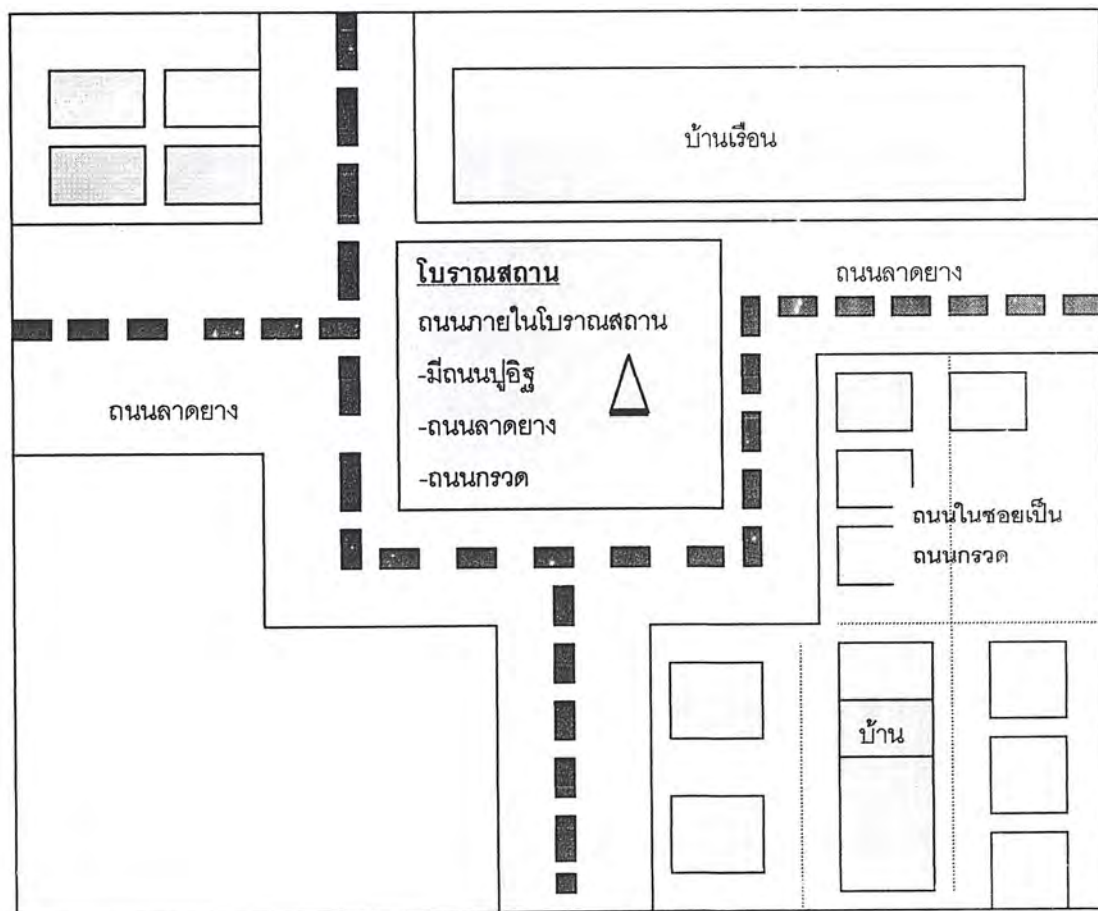 บ้านเรือน
โบราณสถาน
ถนนภายในโบราณสถาน
-มีถนนปูอิฐ
-ถนนลาดยาง
-ถนนกรวด
ถนนลาดยาง
ถนนลาดยาง
ถนนในซอยเป็น
ถนนกรวด
บ้าน